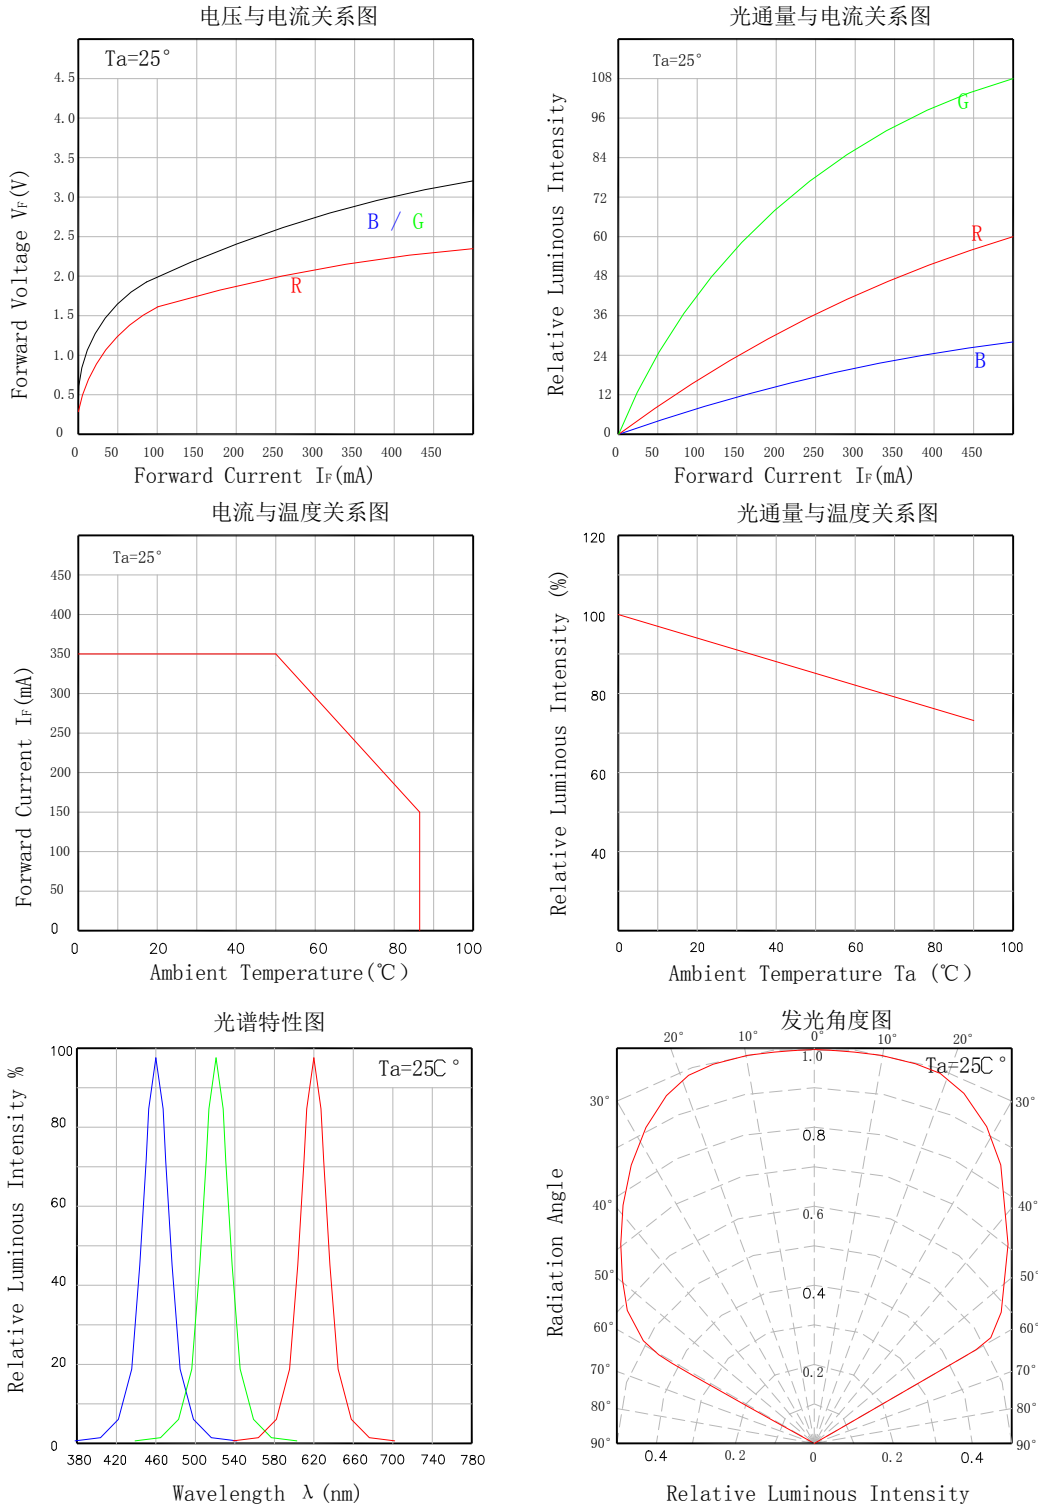 电压与电流关系图
Ta=25°
4.5
4.0
3.5
3.0
2.5
2.0
1.5
1.0
0.5
0
Forward Voltage VF(V)
B / G
R
0 50 100 150 200 250 300 350 400 450
Forward Current IF(mA)
光通量与电流关系图
Ta=25°
108
96
84
72
60
48
36
24
12
0
Relative Luminous Intensity
G
R
B
0 50 100 150 200 250 300 350 400 450
Forward Current IF(mA)
电流与温度关系图
Ta=25°
450
400
350
300
250
200
150
100
50
0
Forward Current IF(mA)
0 20 40 60 80 100
Ambient Temperature(℃)
光通量与温度关系图
120
100
80
60
40
Relative Luminous Intensity (%)
0 20 40 60 80 100
Ambient Temperature Ta (℃)
光谱特性图
Ta=25C°
100
80
60
40
20
0
Relative Luminous Intensity %
380 420 460 500 540 580 620 660 700 740 780
Wavelength λ (nm)
发光角度图
20° 10° 0° 10° 20°
Ta=25C°
1.0
0.8
0.6
0.4
0.2
30° 30°
40° 40°
50° 50°
60° 60°
70° 70°
80° 80°
90° 90°
Radiation Angle
0.4 0.2 0 0.2 0.4
Relative Luminous Intensity